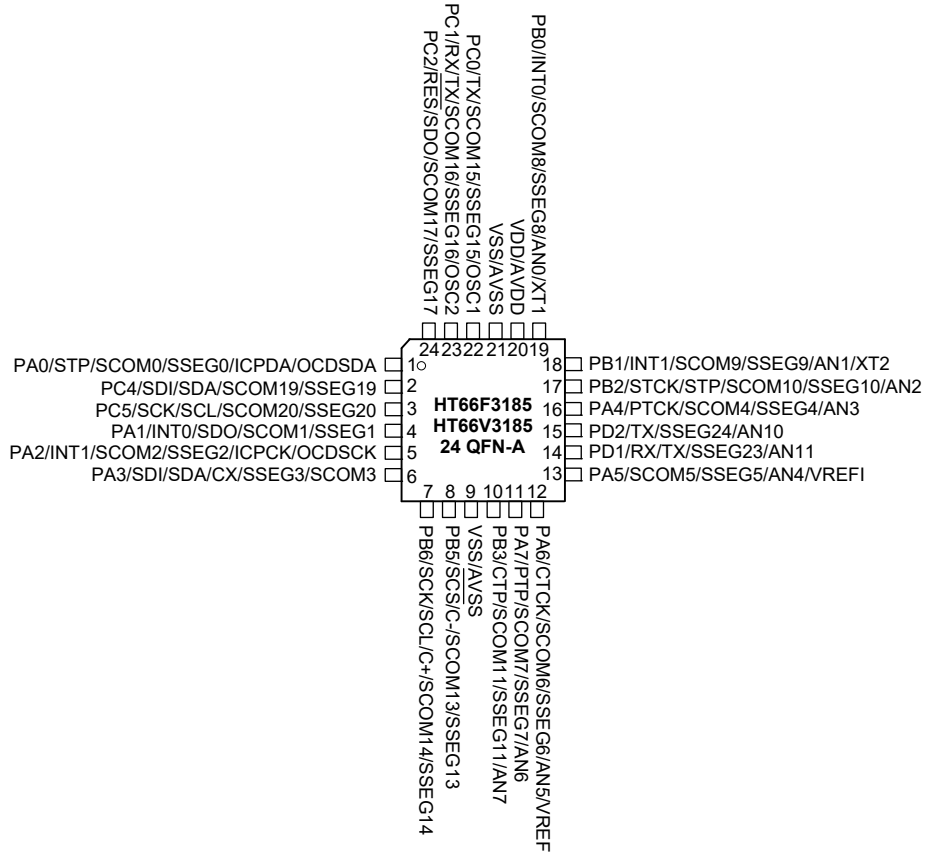 PC2/RES/SDO/SCOM17/SSEG17
PC1/RX/TX/SCOM16/SSEG16/OSC2
PC0/TX/SCOM15/SSEG15/OSC1
VSS/AVSS
VDD/AVDD
PB0/INT0/SCOM8/SSEG8/AN0/XT1
24 23 22 21 20 19
PA0/STP/SCOM0/SSEG0/ICPDA/OCDSDA 1
PC4/SDI/SDA/SCOM19/SSEG19 2
PC5/SCK/SCL/SCOM20/SSEG20 3
PA1/INT0/SDO/SCOM1/SSEG1 4
PA2/INT1/SCOM2/SSEG2/ICPCK/OCDSCK 5
PA3/SDI/SDA/CX/SSEG3/SCOM3 6
HT66F3185
HT66V3185
24 QFN-A
18 PB1/INT1/SCOM9/SSEG9/AN1/XT2
17 PB2/STCK/STP/SCOM10/SSEG10/AN2
16 PA4/PTCK/SCOM4/SSEG4/AN3
15 PD2/TX/SSEG24/AN10
14 PD1/RX/TX/SSEG23/AN11
13 PA5/SCOM5/SSEG5/AN4/VREFI
7 8 9 10 11 12
PB6/SCK/SCL/C+/SCOM14/SSEG14
PB5/SCS/C-/SCOM13/SSEG13
VSS/AVSS
PB3/CTP/SCOM11/SSEG11/AN7
PA7/PTP/SCOM7/SSEG7/AN6
PA6/CTCK/SCOM6/SSEG6/AN5/VREF